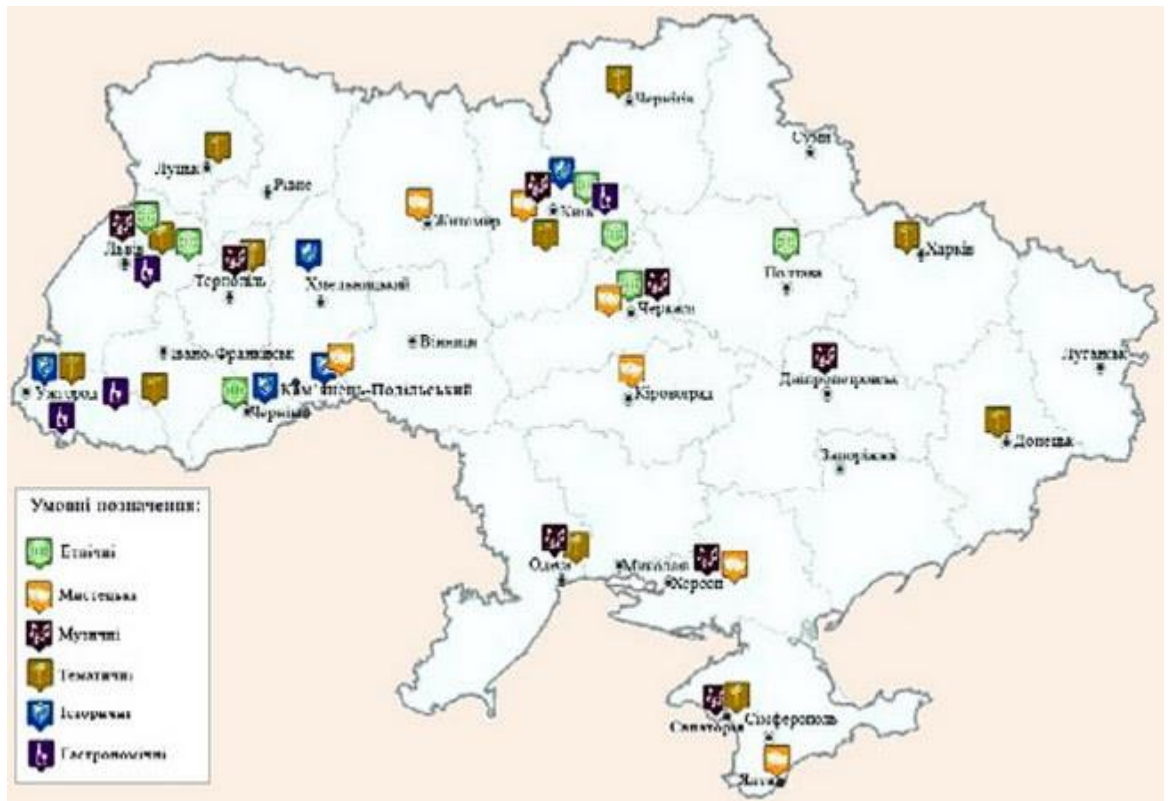 Чернігів
Суми
Луцьк
Рівне
Житомир
Київ
Харків
Львів
Тернопіль
Хмельницький
Полтава
Черкаси
Івано-Франківськ
Вінниця
Луганськ
Ужгород
Кам'янець-Подільський
Чернівці
Кіровоград
Дніпропетровськ
Донецьк
Запоріжжя
Умовні позначення:
Етнічні
Мистецька
Музичні
Тематичні
Історичні
Гастрономічні
Одеса
Миколаїв
Херсон
Євпаторія
Сімферополь
Ялта